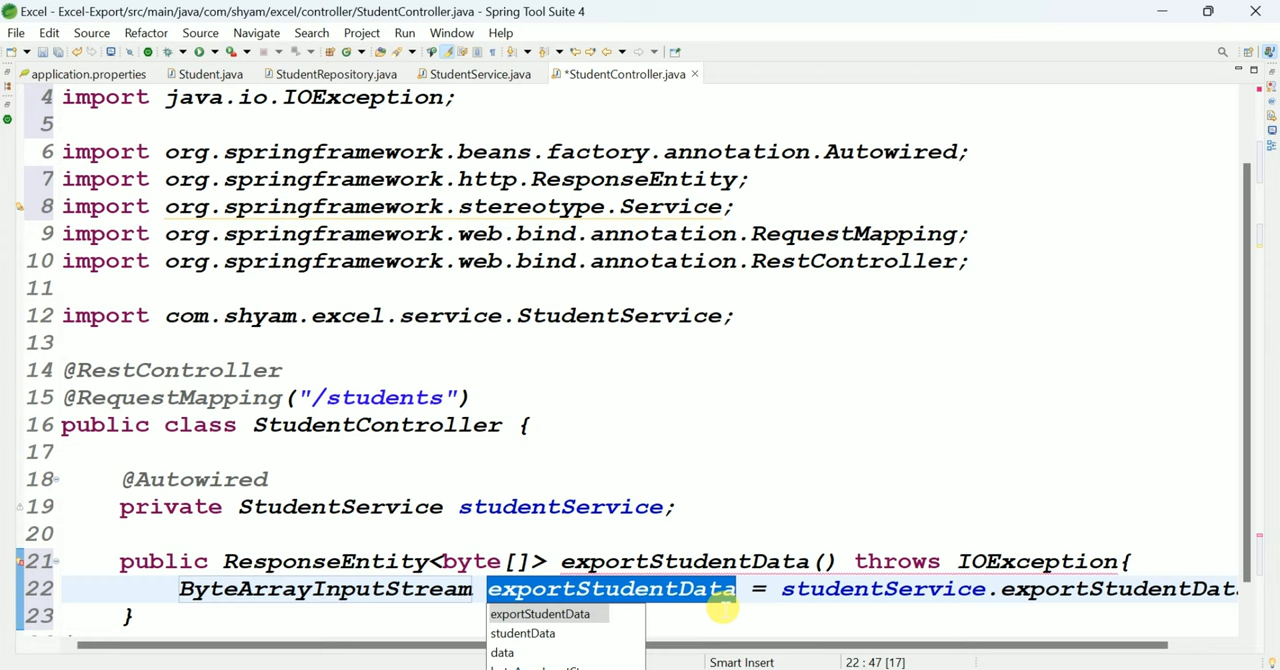 Excel - Excel-Export/src/main/java/com/shyam/excel/controller/StudentController.java - Spring Tool Suite 4
File Edit Source Refactor Source Navigate Search Project Run Window Help
application.properties Student.java StudentRepository.java StudentService.java *StudentController.java
4 import java.io.IOException;
5
6 import org.springframework.beans.factory.annotation.Autowired;
7 import org.springframework.http.ResponseEntity;
8 import org.springframework.stereotype.Service;
9 import org.springframework.web.bind.annotation.RequestMapping;
10 import org.springframework.web.bind.annotation.RestController;
11
12 import com.shyam.excel.service.StudentService;
13
14 @RestController
15 @RequestMapping("/students")
16 public class StudentController {
17
18 @Autowired
19 private StudentService studentService;
20
21 public ResponseEntity<byte[]> exportStudentData() throws IOException{
22 ByteArrayInputStream exportStudentData = studentService.exportStudentDat
23 }
exportStudentData
studentData
data
Smart Insert 22 : 47 [17]